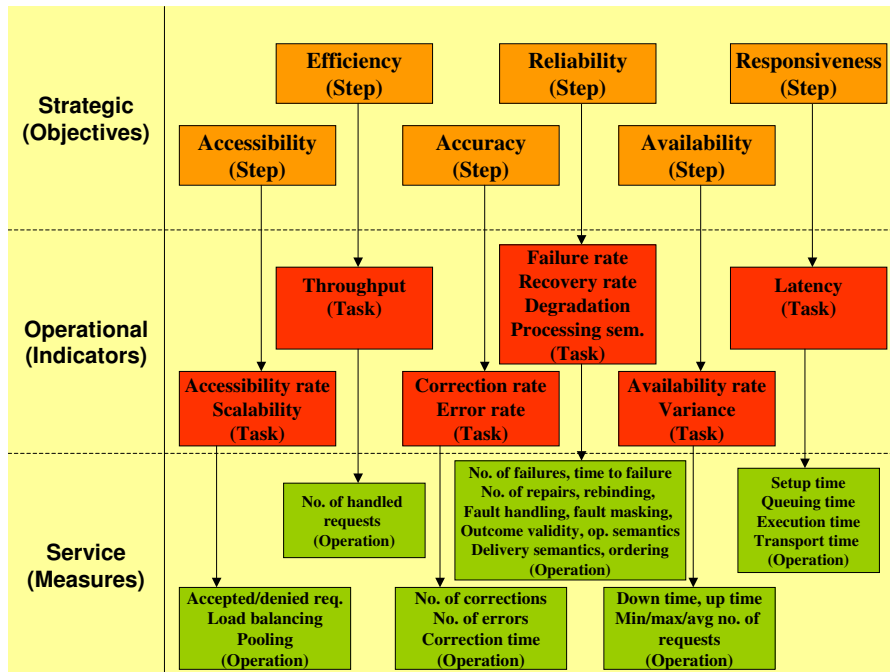 Strategic
(Objectives)
Efficiency
(Step)
Reliability
(Step)
Responsiveness
(Step)
Accessibility
(Step)
Accuracy
(Step)
Availability
(Step)
Operational
(Indicators)
Throughput
(Task)
Failure rate
Recovery rate
Degradation
Processing sem.
(Task)
Latency
(Task)
Accessibility rate
Scalability
(Task)
Correction rate
Error rate
(Task)
Availability rate
Variance
(Task)
Service
(Measures)
No. of handled
requests
(Operation)
No. of failures, time to failure
No. of repairs, rebinding,
Fault handling, fault masking,
Outcome validity, op. semantics
Delivery semantics, ordering
(Operation)
Setup time
Queuing time
Execution time
Transport time
(Operation)
Accepted/denied req.
Load balancing
Pooling
(Operation)
No. of corrections
No. of errors
Correction time
(Operation)
Down time, up time
Min/max/avg no. of
requests
(Operation)